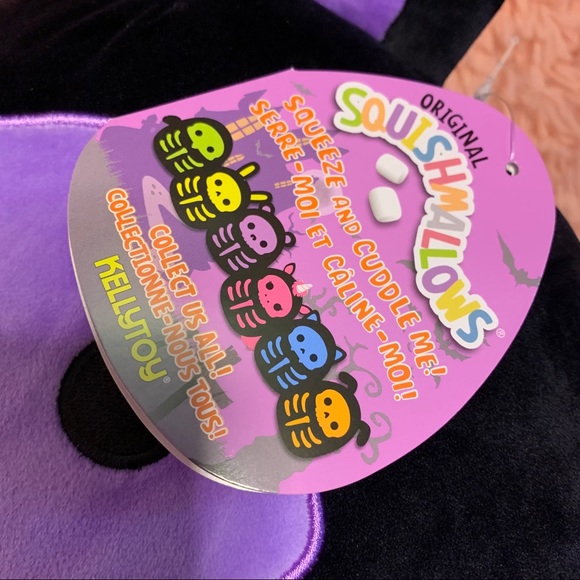 ORIGINAL
SQUISHMALLOWS®
SQUEEZE AND CUDDLE ME!
SERRE-MOI ET CÂLINE-MOI!
COLLECT US ALL!
COLLECTIONNE-NOUS TOUS!
KELLYTOY®